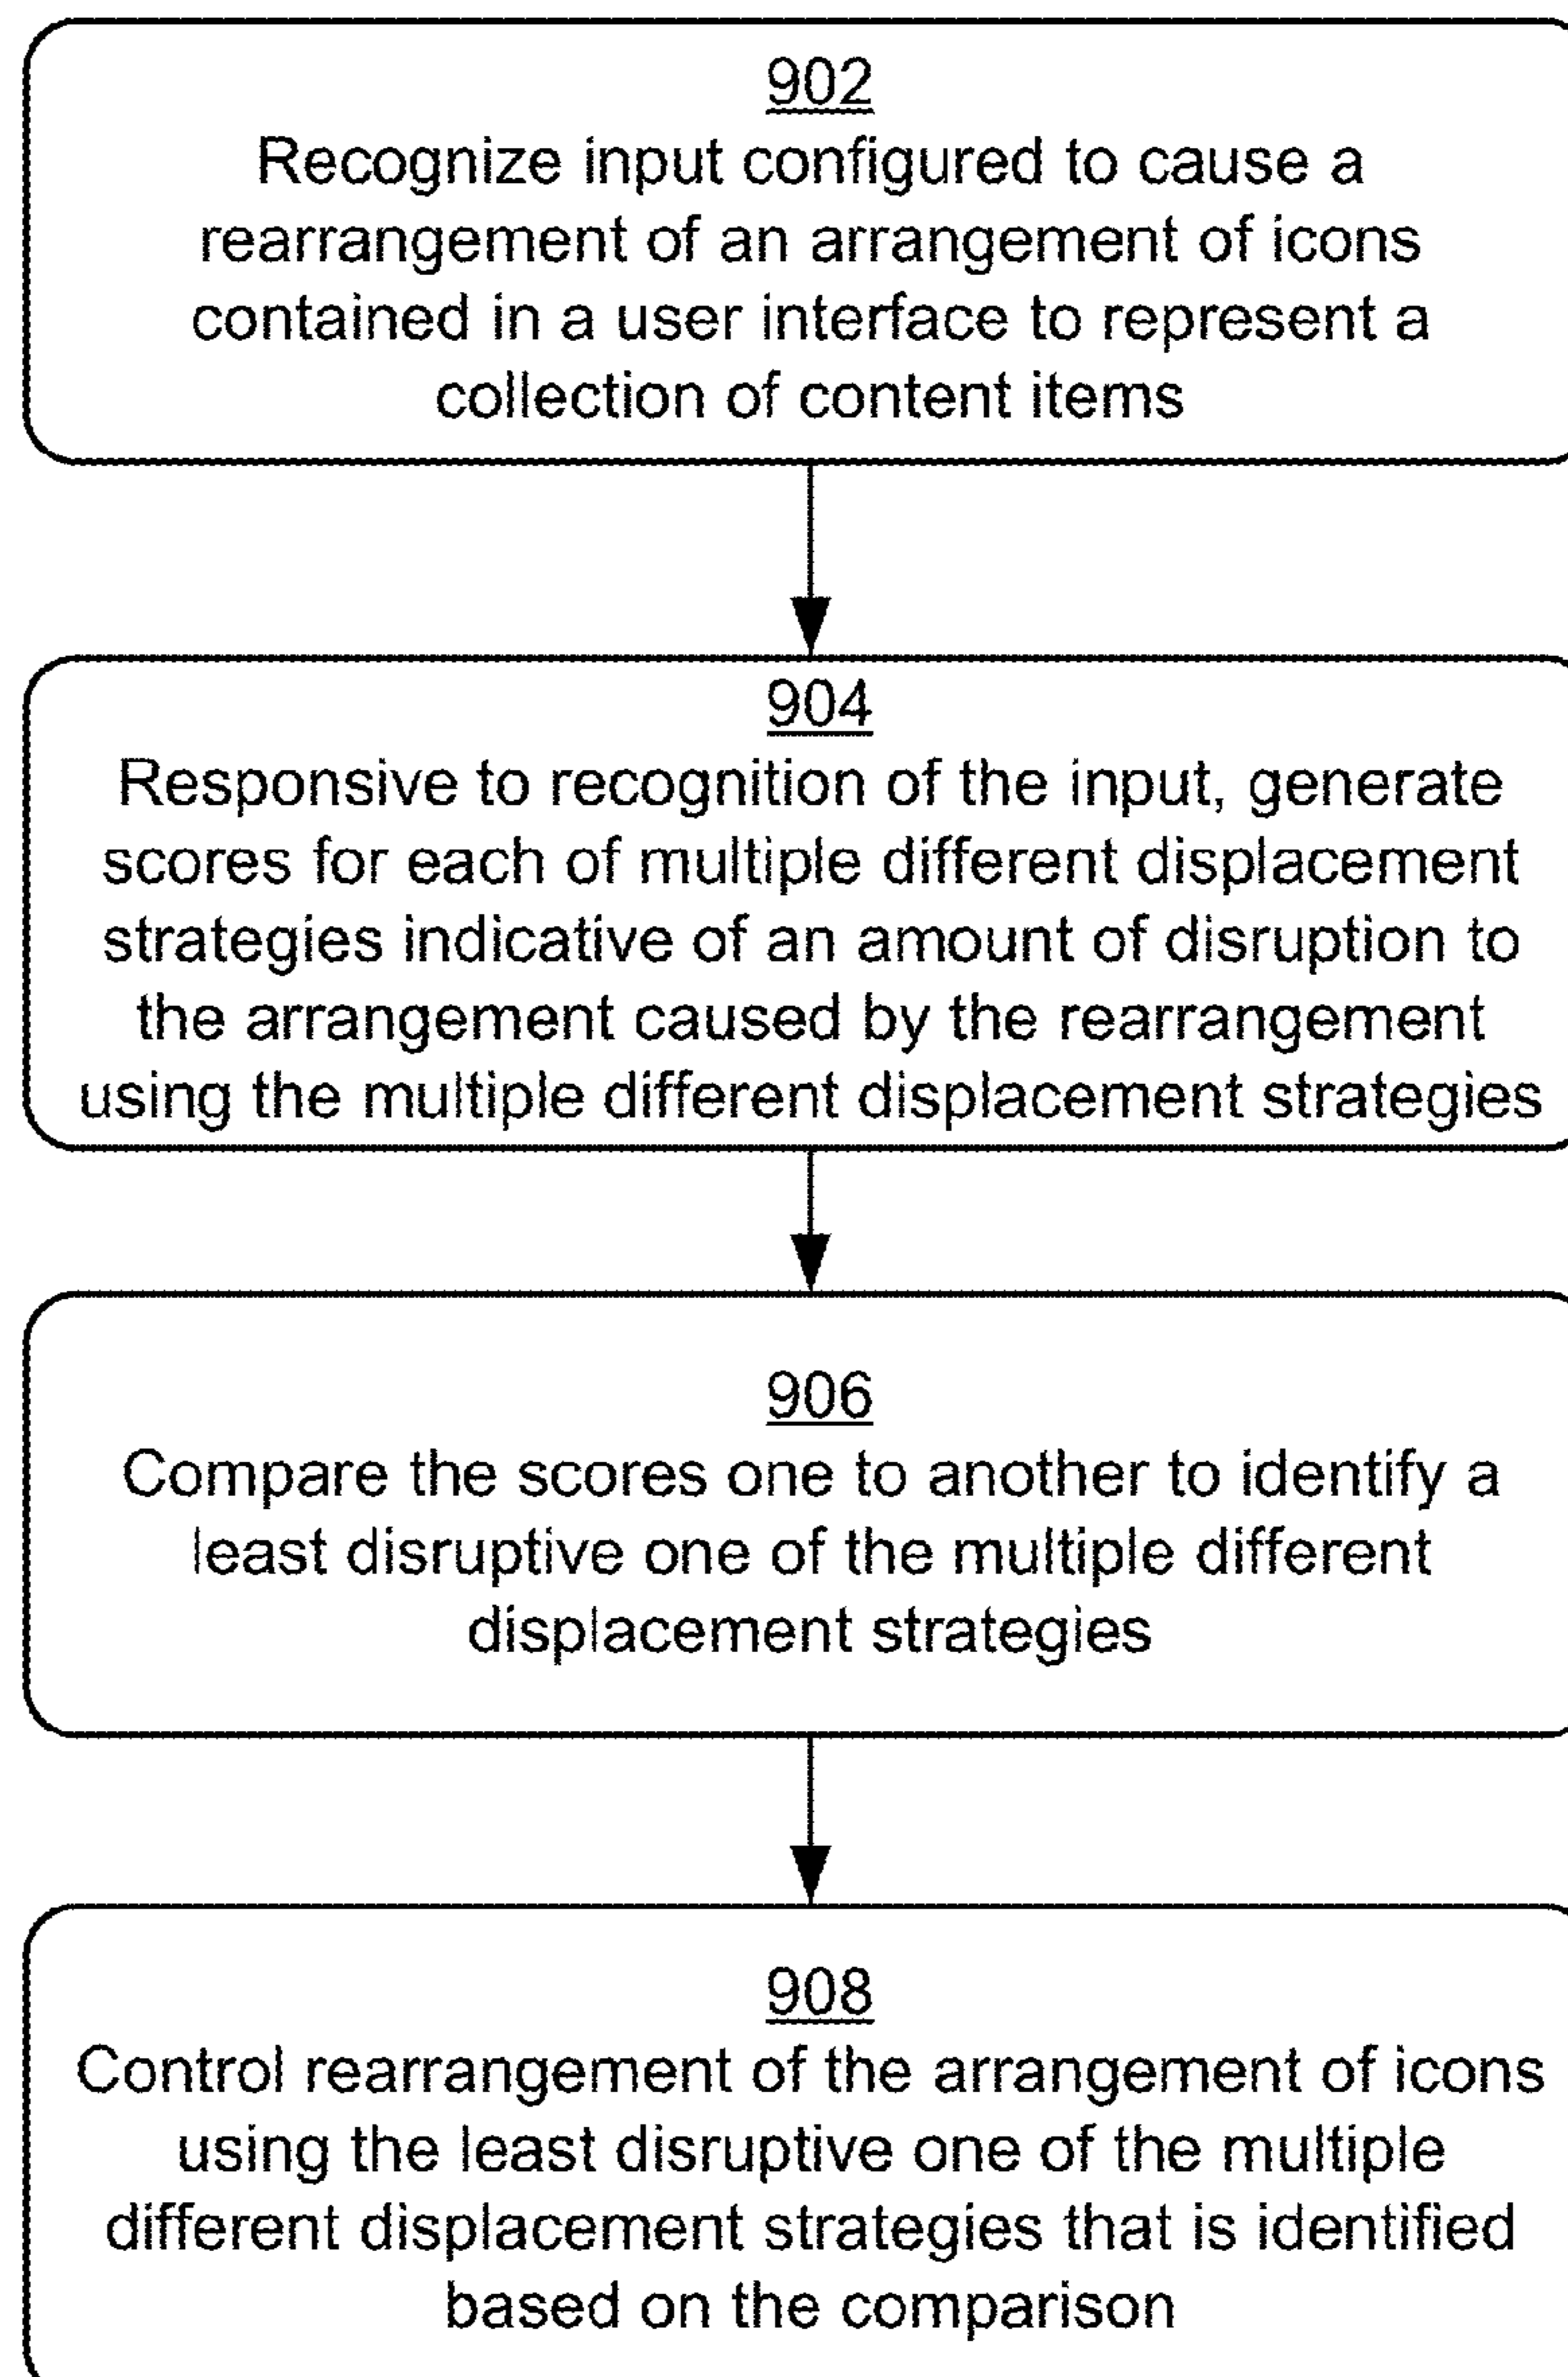 902
Recognize input configured to cause a
rearrangement of an arrangement of icons
contained in a user interface to represent a
collection of content items
904
Responsive to recognition of the input, generate
scores for each of multiple different displacement
strategies indicative of an amount of disruption to
the arrangement caused by the rearrangement
using the multiple different displacement strategies
906
Compare the scores one to another to identify a
least disruptive one of the multiple different
displacement strategies
908
Control rearrangement of the arrangement of icons
using the least disruptive one of the multiple
different displacement strategies that is identified
based on the comparison